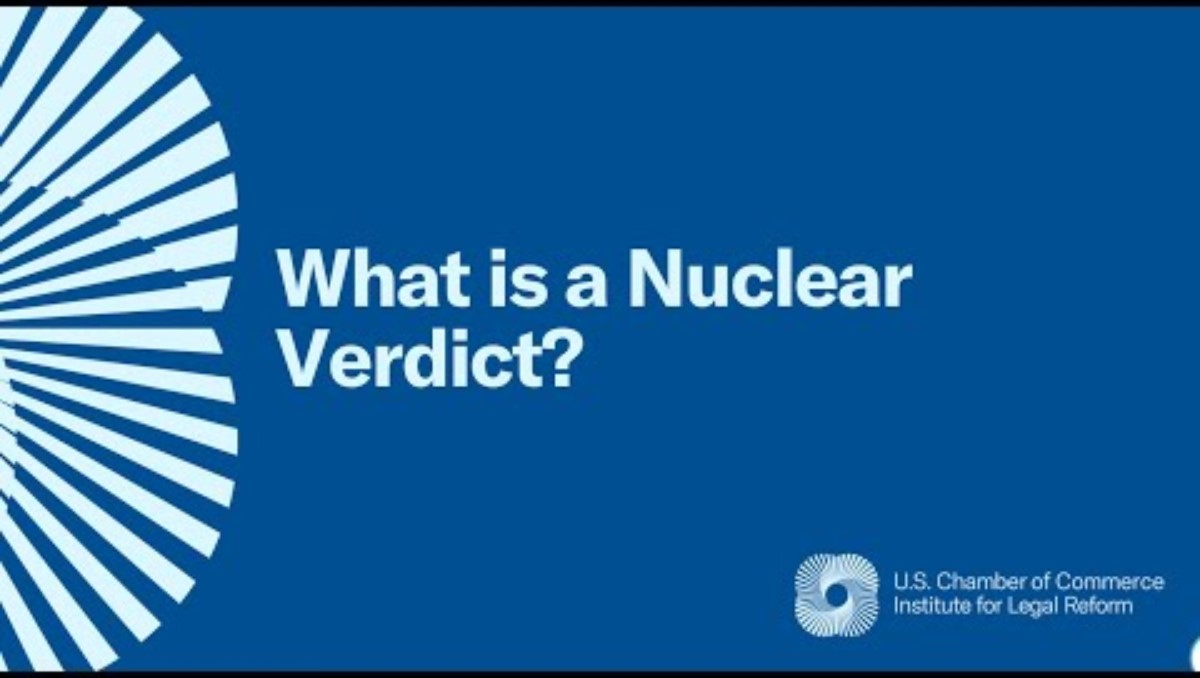 What is a Nuclear
Verdict?
U.S. Chamber of Commerce
Institute for Legal Reform